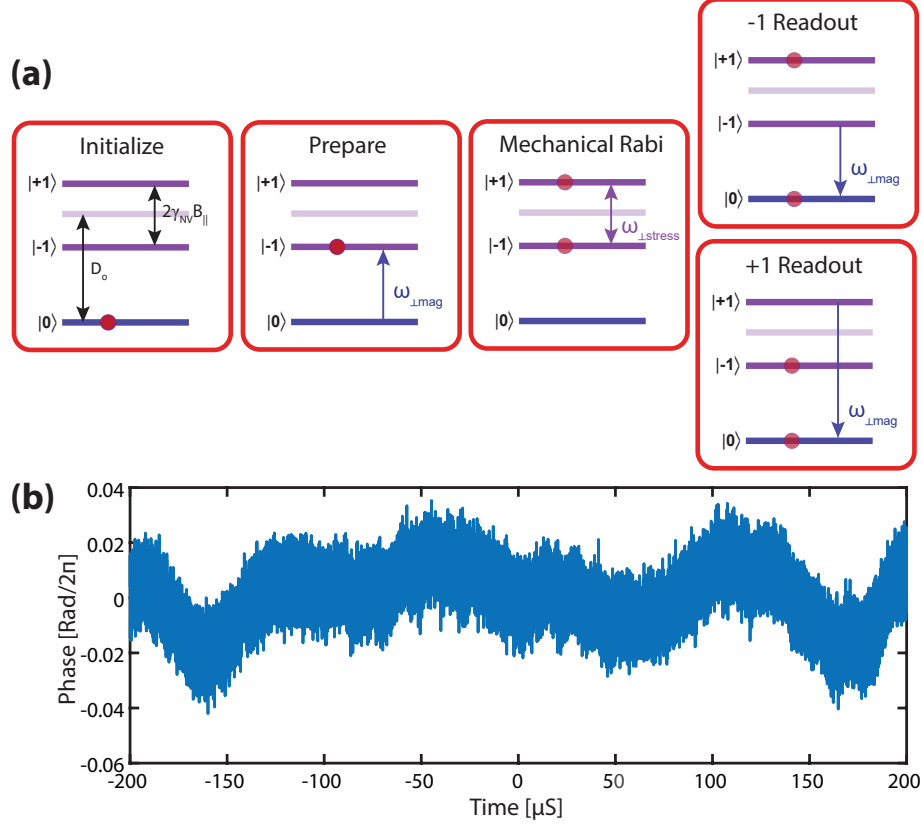 (a)
Initialize
|+1⟩
2γNVB||
|-1⟩
Do
|0⟩
Prepare
|+1⟩
|-1⟩
ω⊥mag
|0⟩
Mechanical Rabi
|+1⟩
ω⊥stress
|-1⟩
|0⟩
-1 Readout
|+1⟩
|-1⟩
ω⊥mag
|0⟩
+1 Readout
|+1⟩
|-1⟩
ω⊥mag
|0⟩
(b)
Phase [Rad/2π]
0.04
0.02
0
-0.02
-0.04
-0.06
-200 -150 -100 -50 0 50 100 150 200
Time [µS]